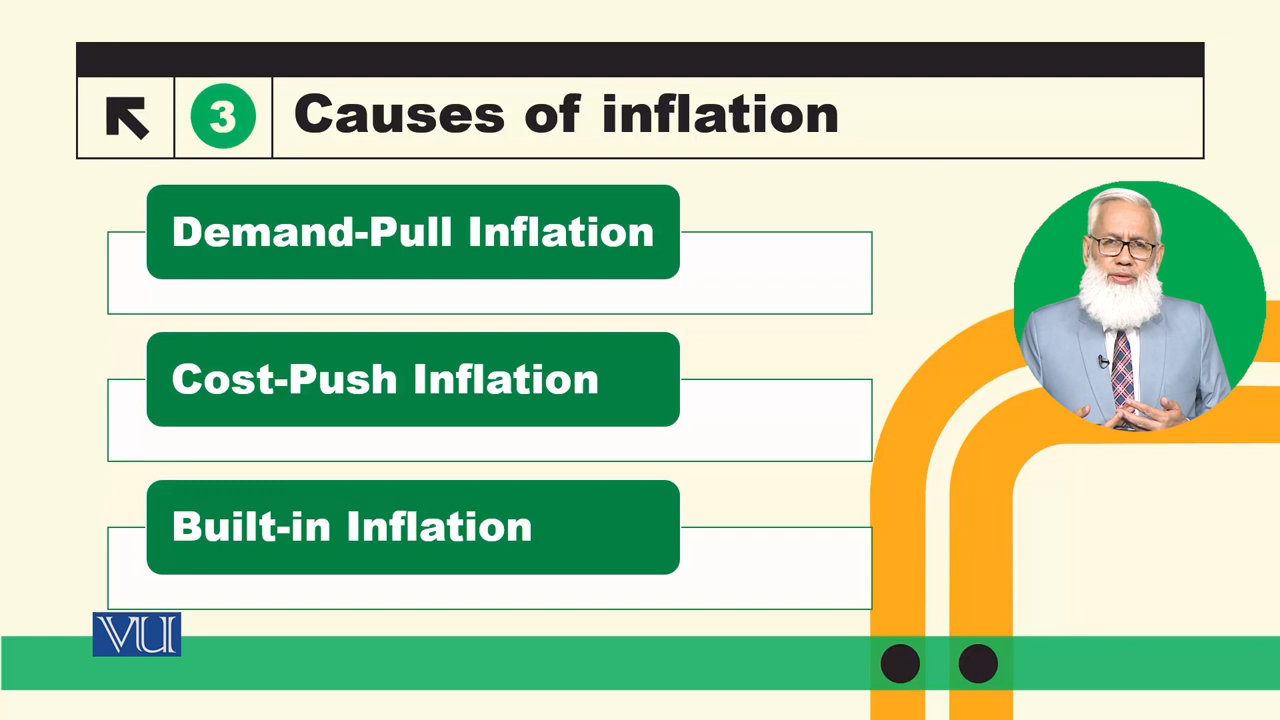 3
Causes of inflation
Demand-Pull Inflation
Cost-Push Inflation
Built-in Inflation
VU